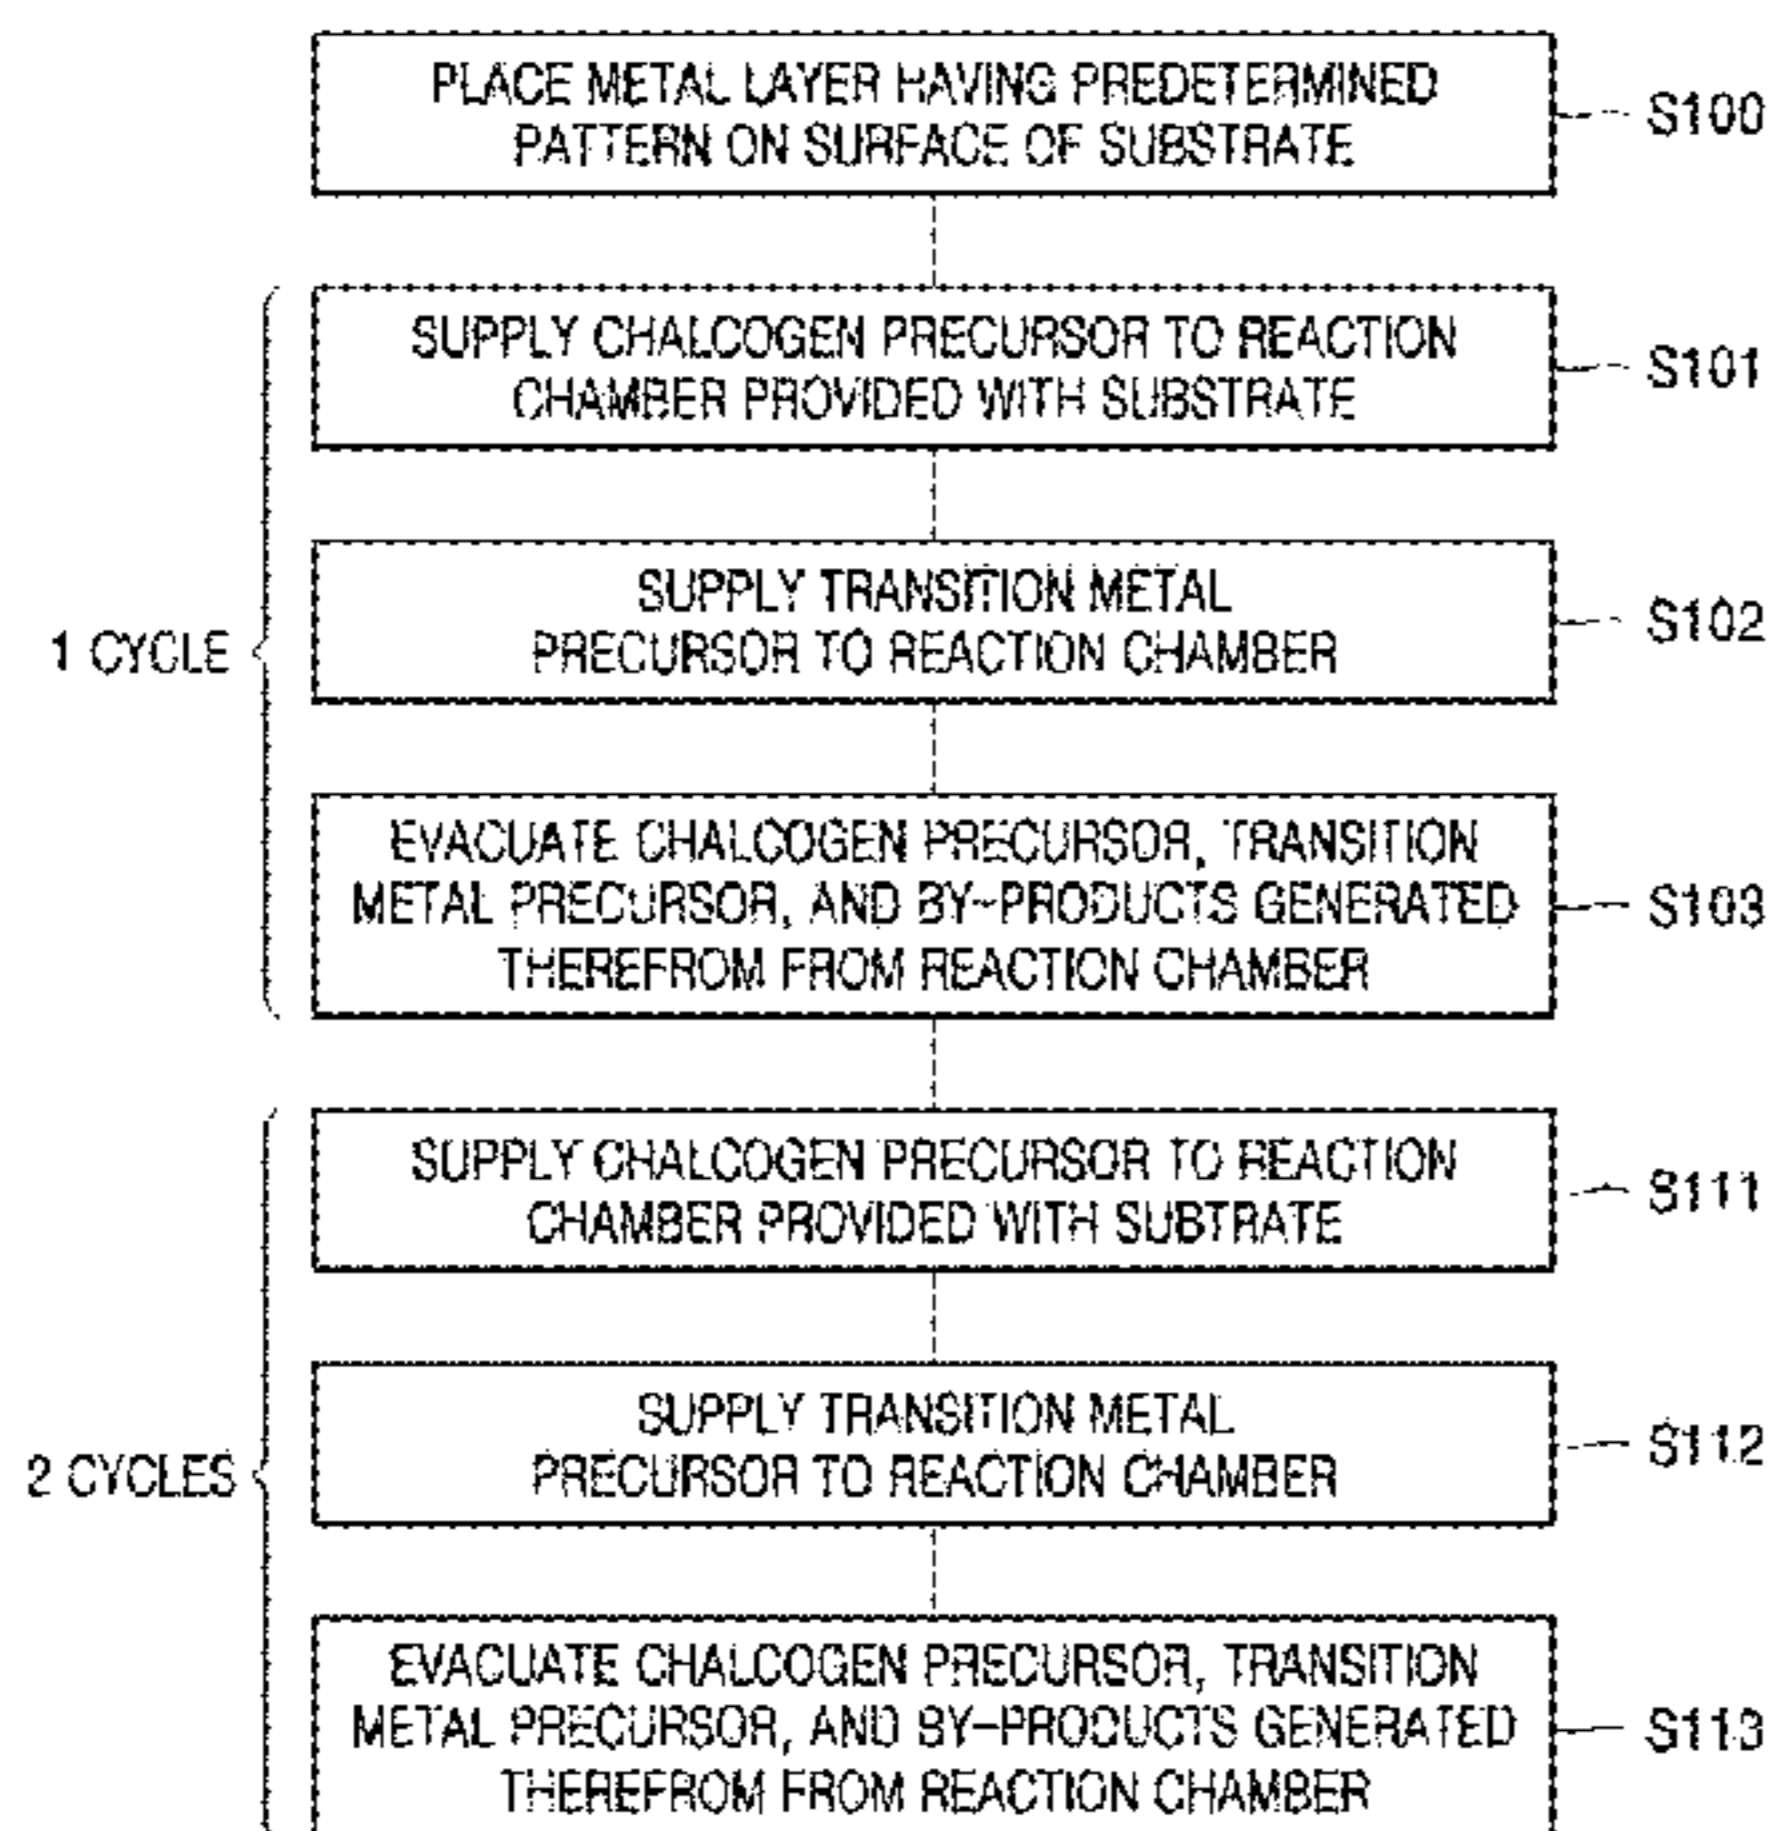 PLACE METAL LAYER HAVING PREDETERMINED
PATTERN ON SURFACE OF SUBSTRATE
S100
SUPPLY CHALCOGEN PRECURSOR TO REACTION
CHAMBER PROVIDED WITH SUBSTRATE
S101
1 CYCLE
SUPPLY TRANSITION METAL
PRECURSOR TO REACTION CHAMBER
S102
EVACUATE CHALCOGEN PRECURSOR, TRANSITION
METAL PRECURSOR, AND BY-PRODUCTS GENERATED
THEREFROM FROM REACTION CHAMBER
S103
SUPPLY CHALCOGEN PRECURSOR TO REACTION
CHAMBER PROVIDED WITH SUBTRATE
S111
2 CYCLES
SUPPLY TRANSITION METAL
PRECURSOR TO REACTION CHAMBER
S112
EVACUATE CHALCOGEN PRECURSOR, TRANSITION
METAL PRECURSOR, AND BY-PRODUCTS GENERATED
THEREFROM FROM REACTION CHAMBER
S113